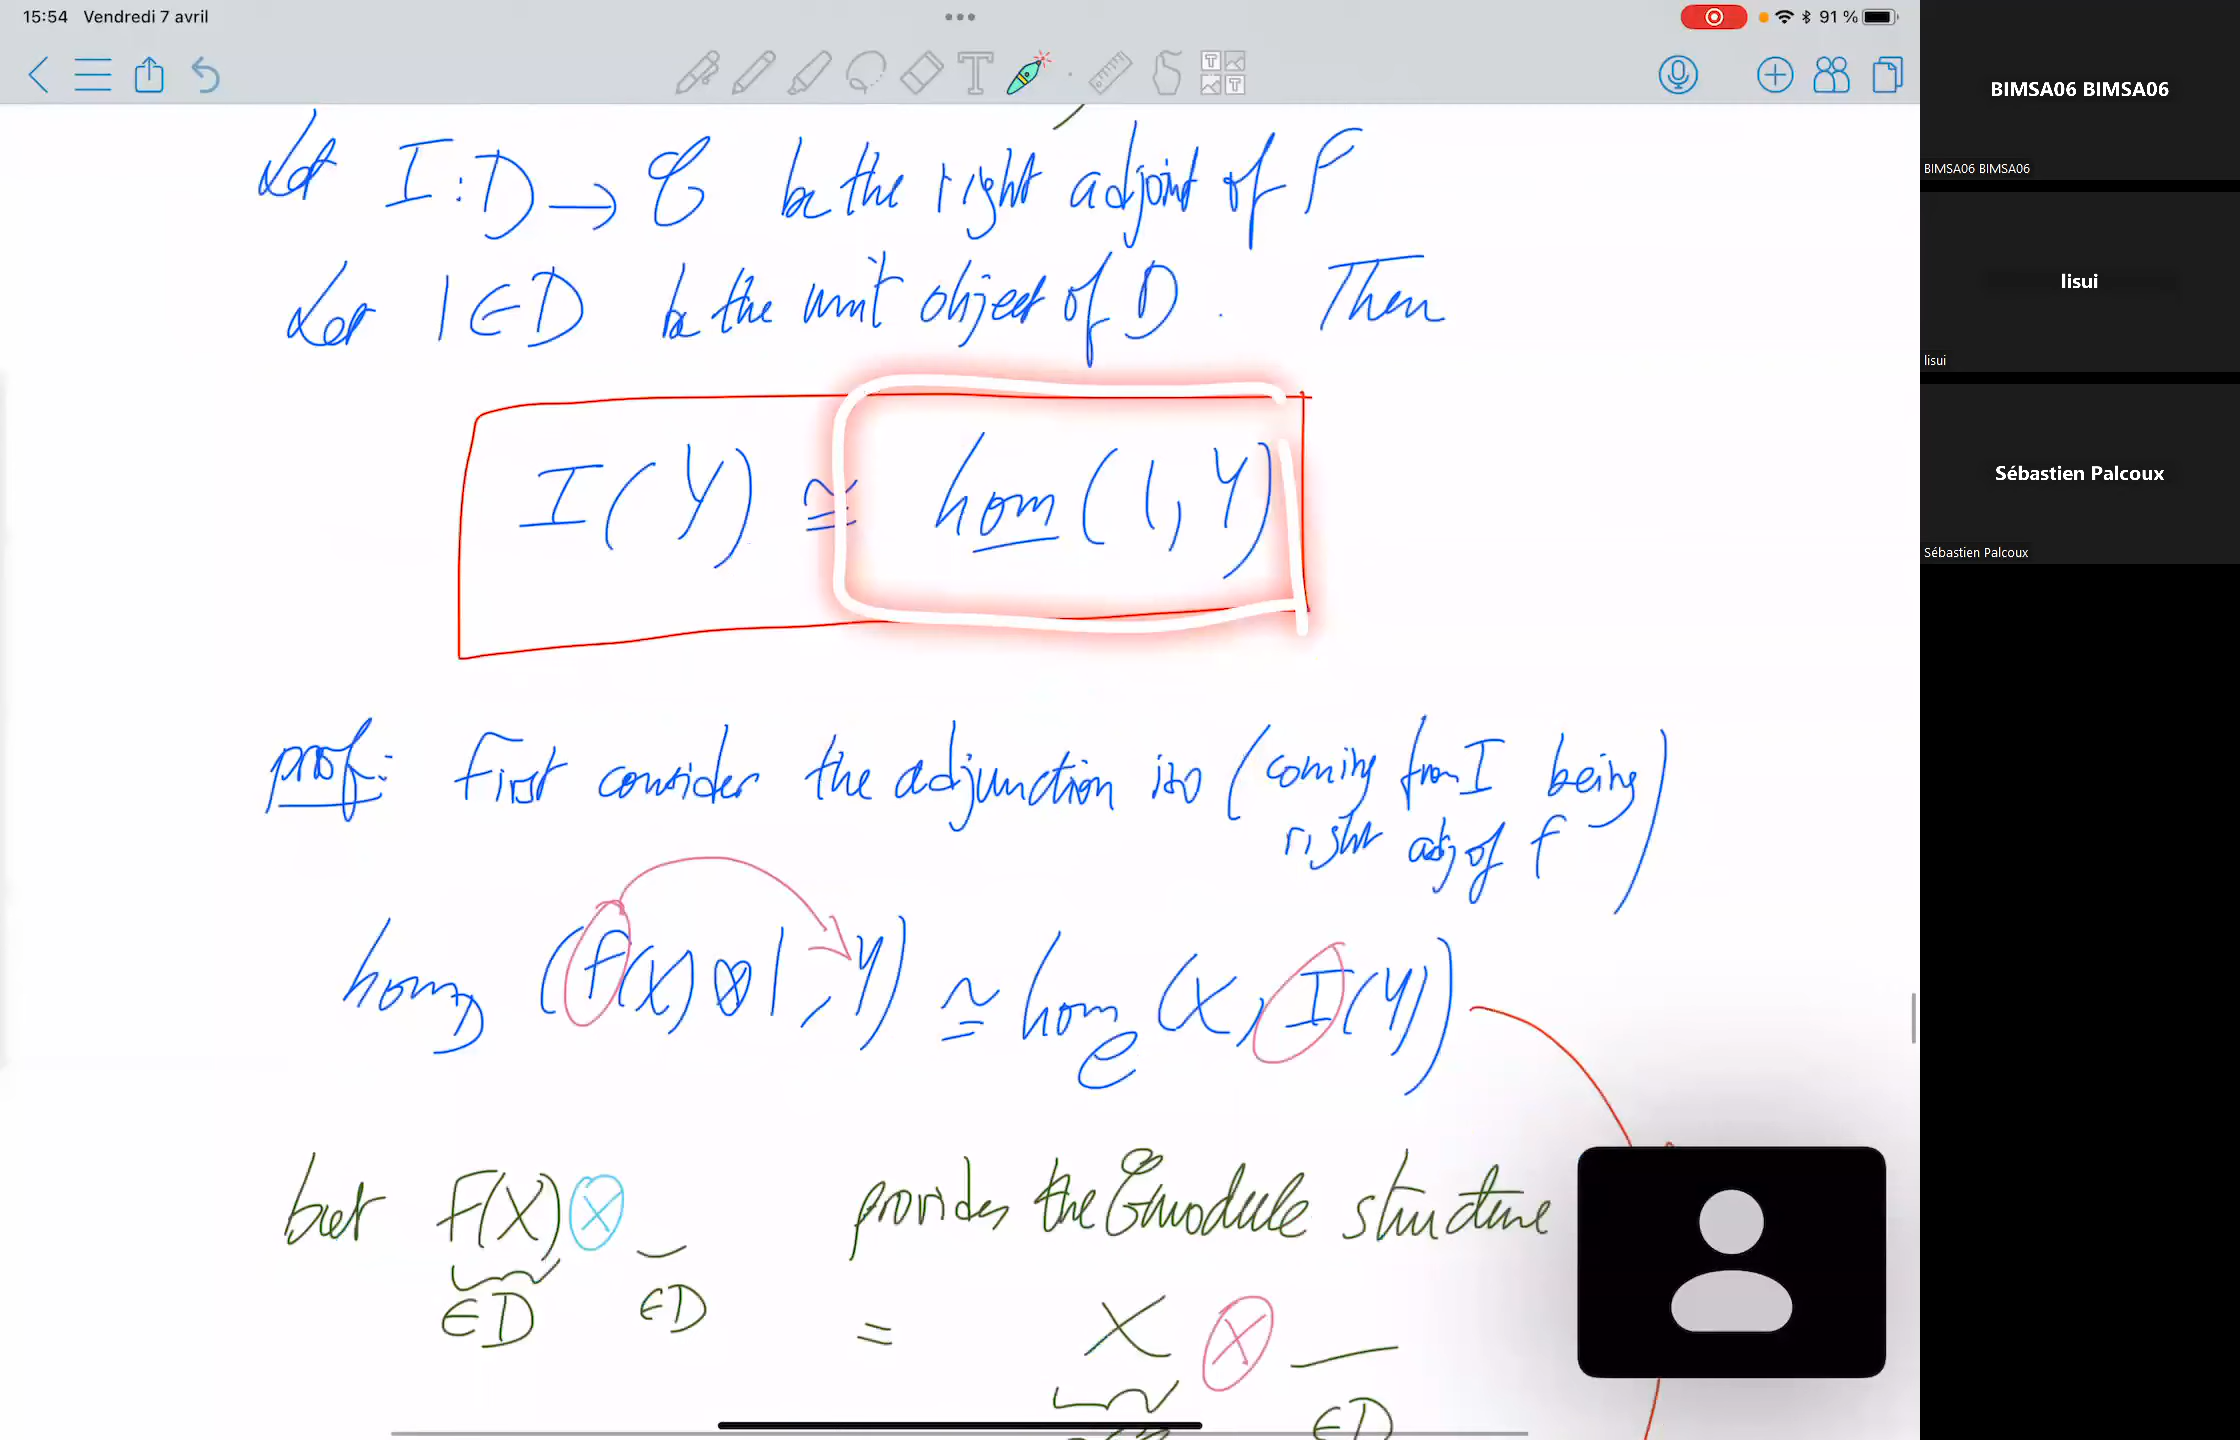 15:54 Vendredi 7 avril
91 %
Let I : D → C be the right adjoint of F
Let 1 ∈ D be the unit object of D . Then
I(Y) ≅ hom(1, Y)
prof: First consider the adjunction iso (coming from I being
right adj of F)
hom_D (F(X) ⊗ 1, Y) ≅ hom_C (X, I(Y))
but F(X) ⊗ _ provides the C module structure
∈ D ∈ D
= X ⊗ _
∈ D
BIMSA06 BIMSA06
BIMSA06 BIMSA06
lisui
lisui
Sébastien Palcoux
Sébastien Palcoux